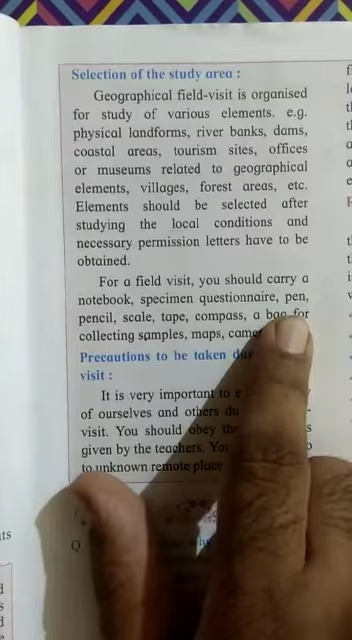 Selection of the study area :
Geographical field-visit is organised
for study of various elements. e.g.
physical landforms, river banks, dams,
coastal areas, tourism sites, offices
or museums related to geographical
elements, villages, forest areas, etc.
Elements should be selected after
studying the local conditions and
necessary permission letters have to be
obtained.
For a field visit, you should carry a
notebook, specimen questionnaire, pen,
pencil, scale, tape, compass, a bag for
collecting samples, maps,
Precautions to be taken
visit :
It is very important to
of ourselves and others
visit. You should obey the
given by the teachers.
to unknown remote place